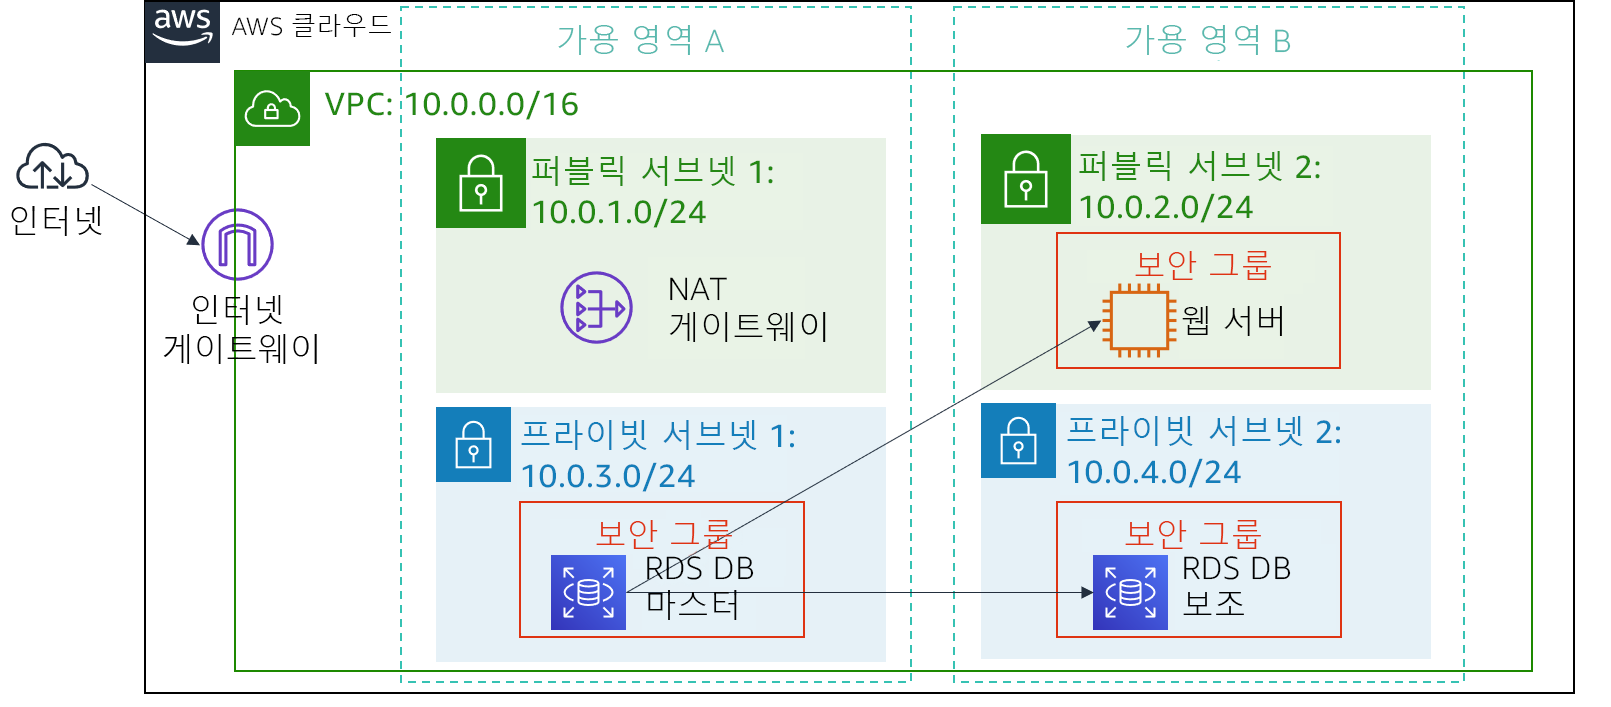 aws
AWS 클라우드
가용 영역 A
가용 영역 B
VPC: 10.0.0.0/16
인터넷
인터넷
게이트웨이
퍼블릭 서브넷 1:
10.0.1.0/24
NAT
게이트웨이
퍼블릭 서브넷 2:
10.0.2.0/24
보안 그룹
웹 서버
프라이빗 서브넷 1:
10.0.3.0/24
보안 그룹
RDS DB
마스터
프라이빗 서브넷 2:
10.0.4.0/24
보안 그룹
RDS DB
보조